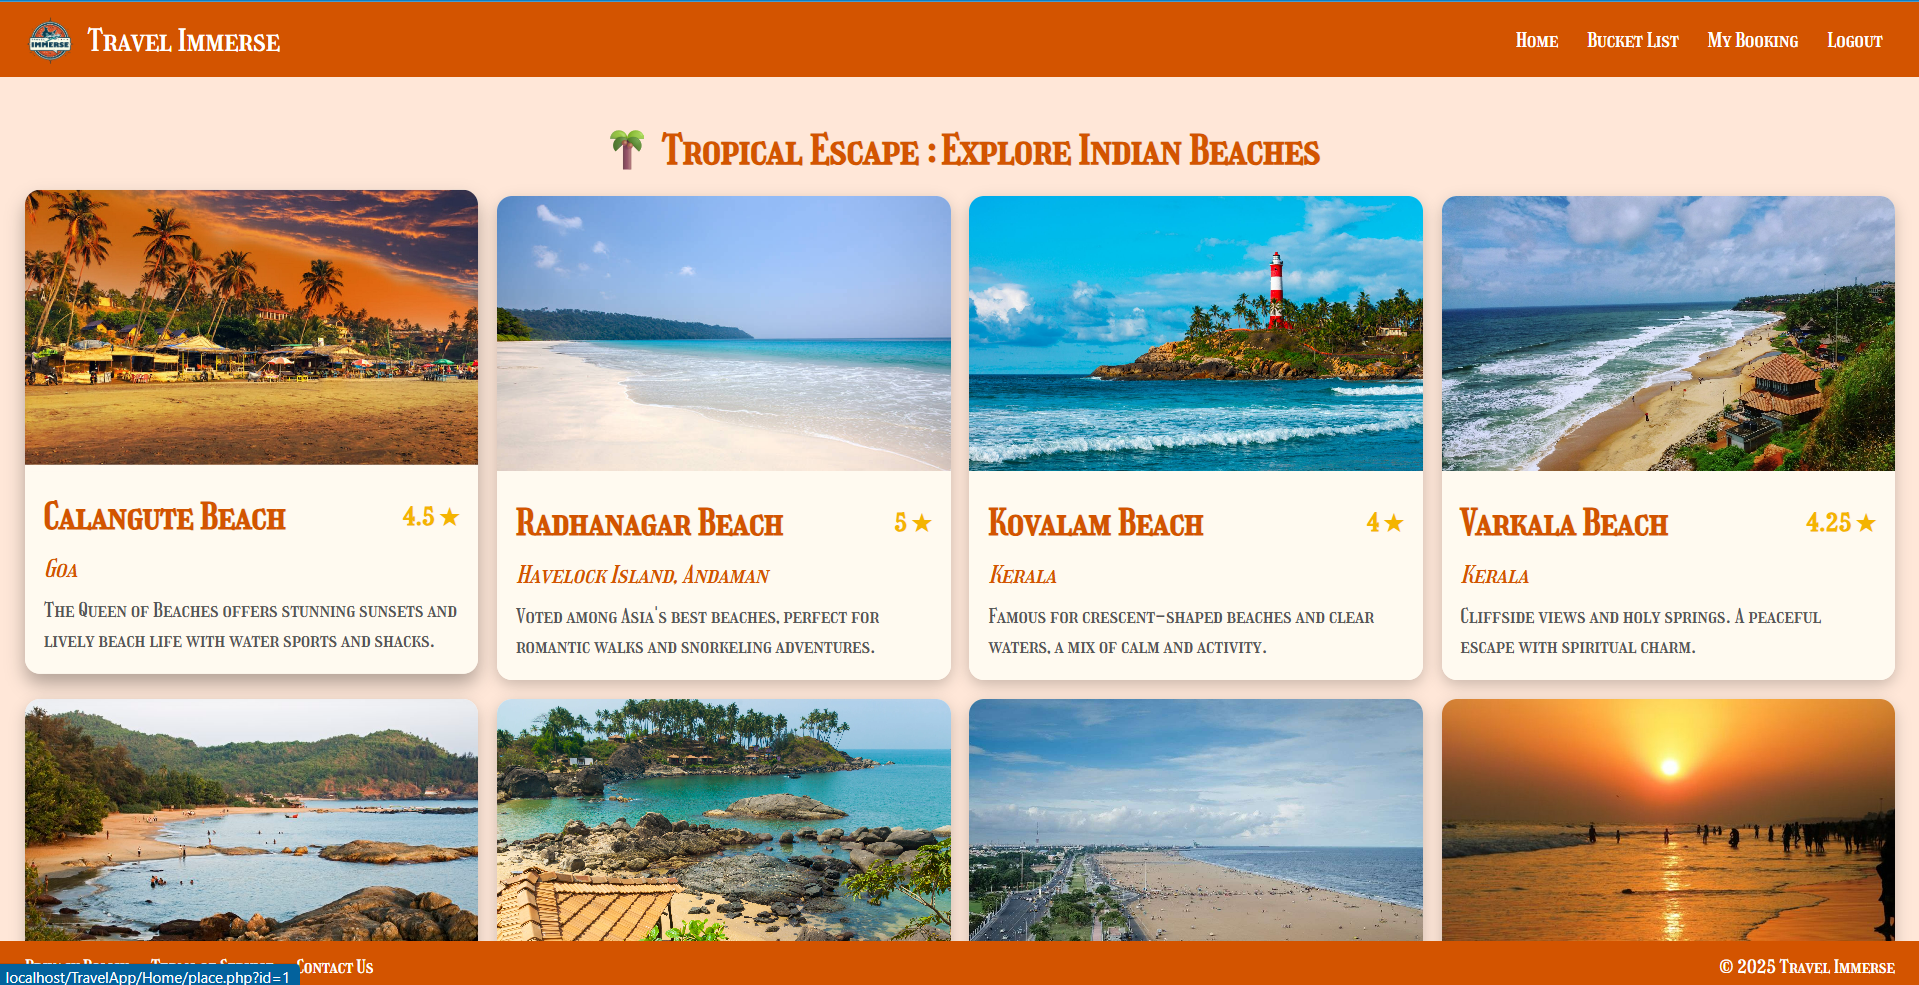 IMMERSE
Travel Immerse
Home Bucket List My Booking Logout
Tropical Escape : Explore Indian Beaches
Calangute Beach 4.5 ★
Goa
The Queen of Beaches offers stunning sunsets and
lively beach life with water sports and shacks.
Radhanagar Beach 5 ★
Havelock Island, Andaman
Voted among Asia's best beaches, perfect for
romantic walks and snorkeling adventures.
Kovalam Beach 4 ★
Kerala
Famous for crescent-shaped beaches and clear
waters, a mix of calm and activity.
Varkala Beach 4.25 ★
Kerala
Cliffside views and holy springs. A peaceful
escape with spiritual charm.
Contact Us
© 2025 Travel Immerse
localhost/TravelApp/Home/place.php?id=1